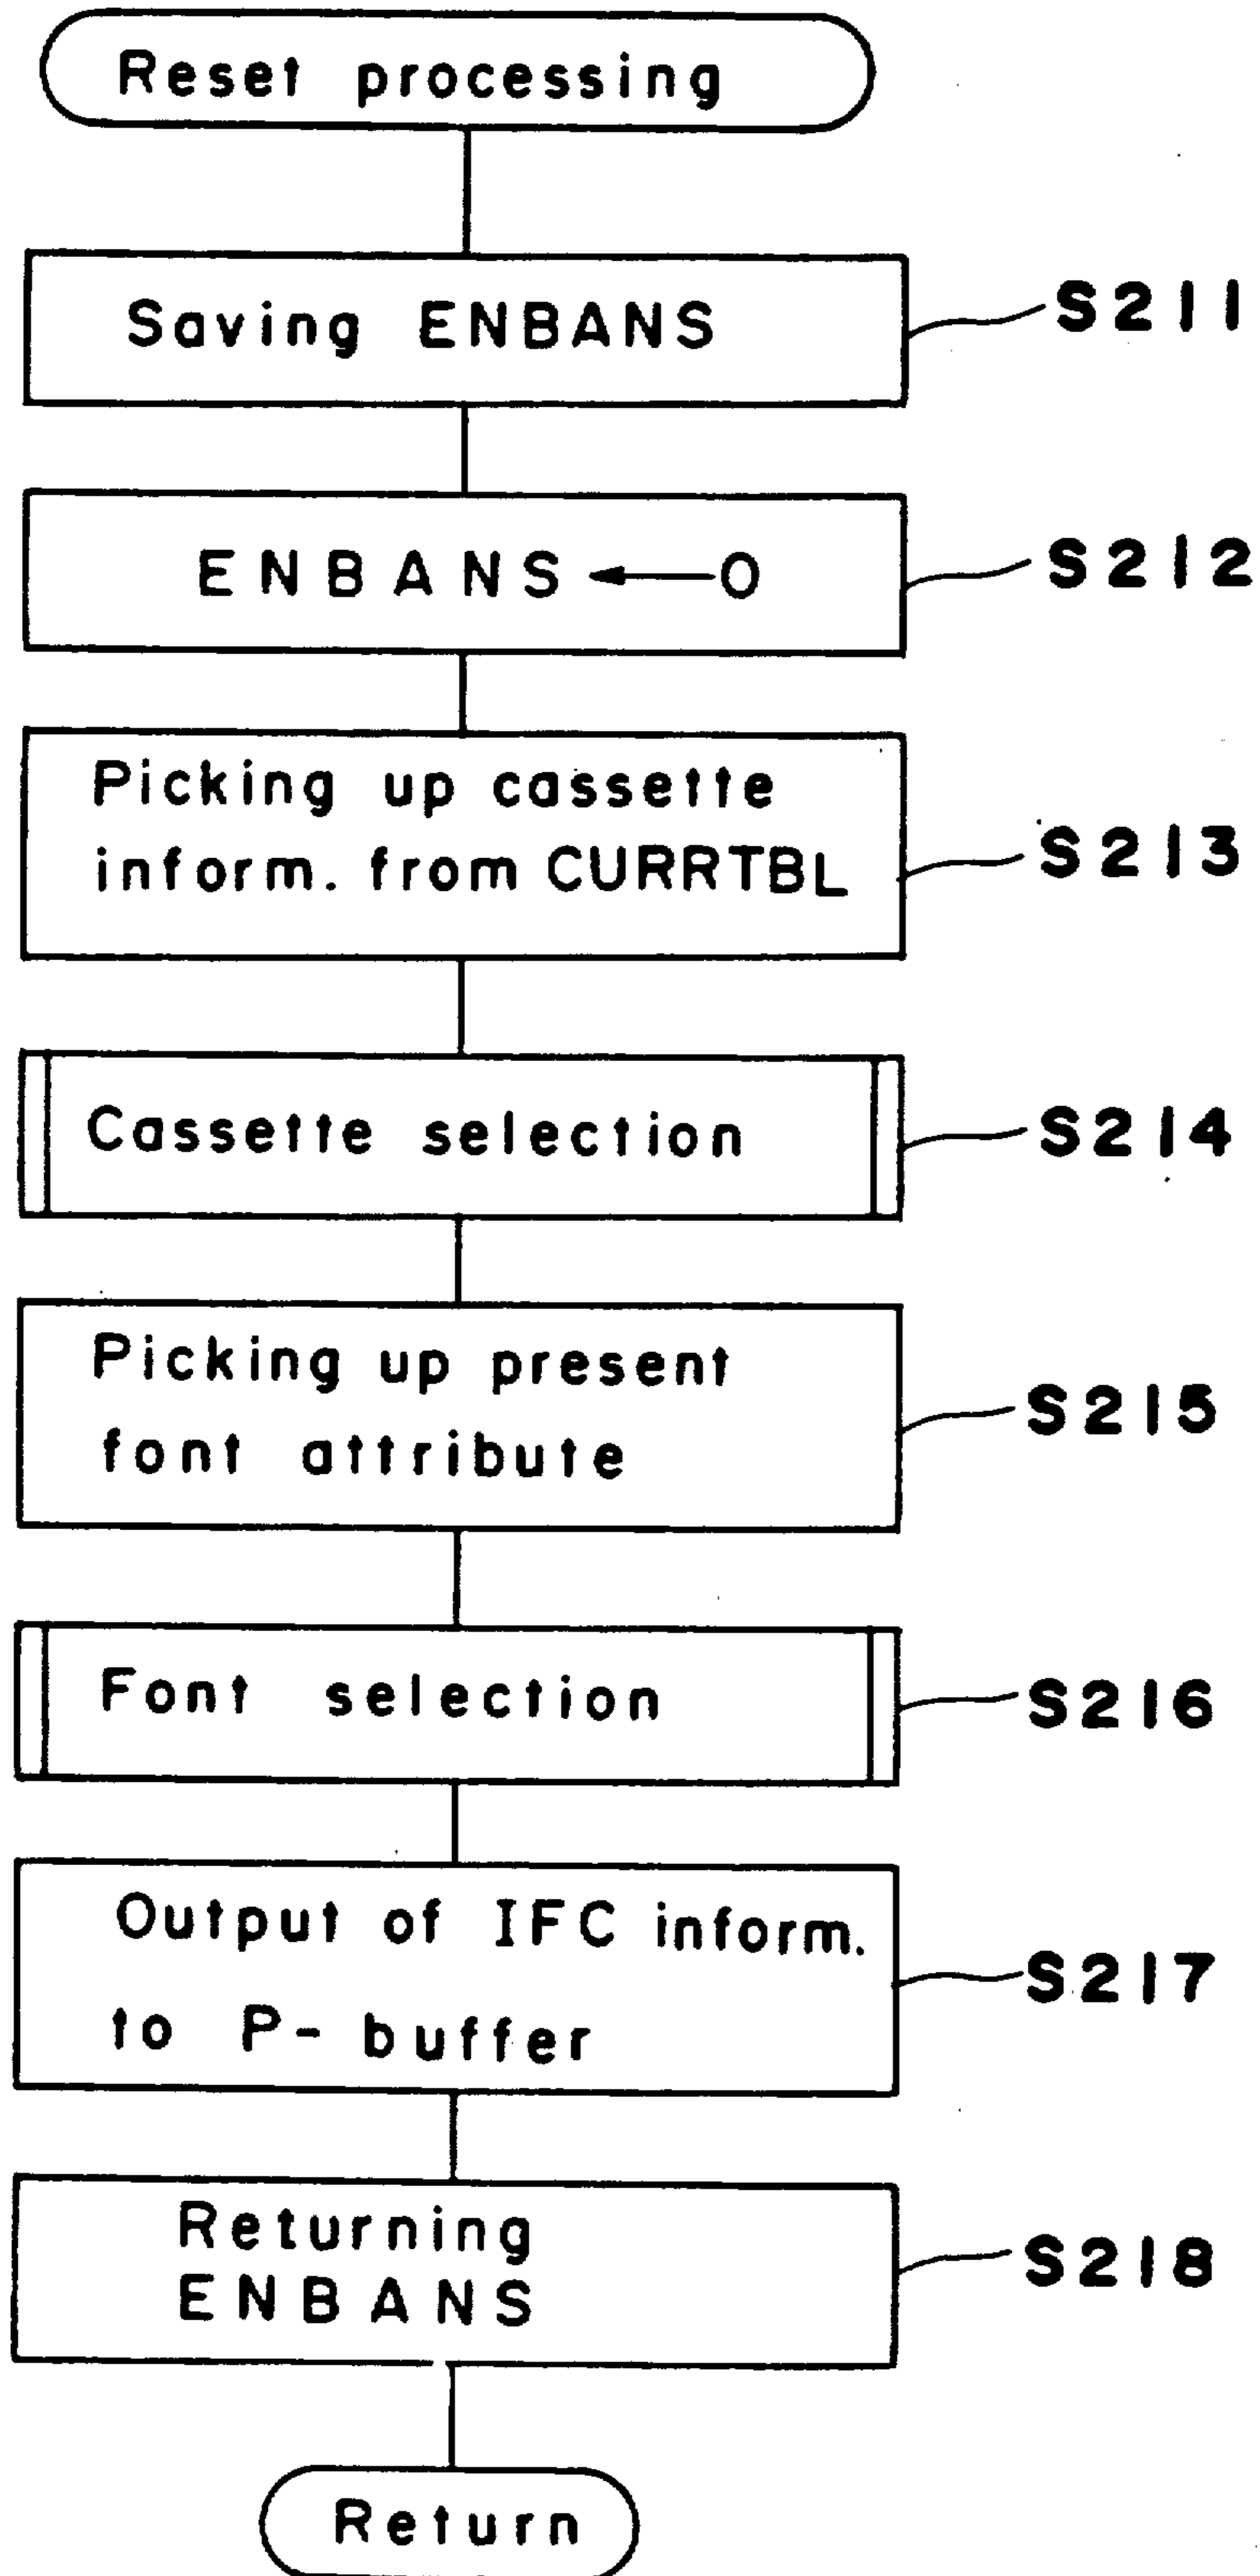 Reset processing
Saving ENBANS
S211
ENBANS ← 0
S212
Picking up cassette
inform. from CURRTBL
S213
Cassette selection
S214
Picking up present
font attribute
S215
Font selection
S216
Output of IFC inform.
to P- buffer
S217
Returning
ENBANS
S218
Return